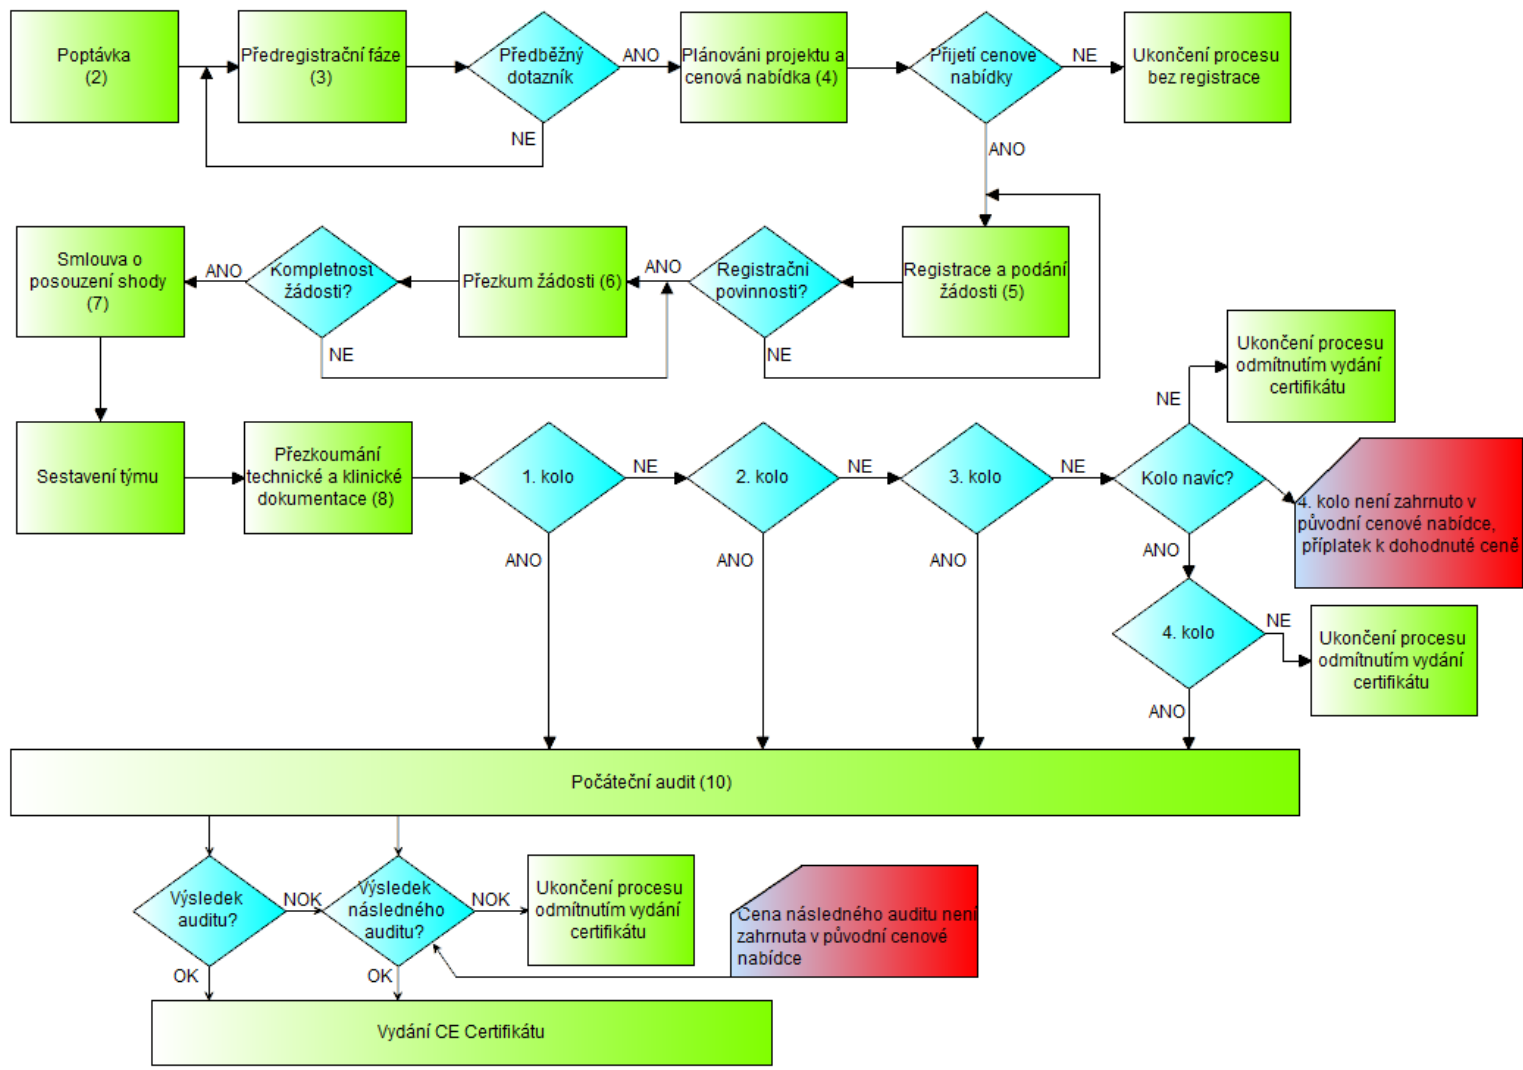 Poptávka
(2)
Předregistrační fáze
(3)
Předběžný
dotazník
ANO
NE
Plánováni projektu a
cenová nabídka (4)
Přijetí cenove
nabídky
NE
ANO
Ukončení procesu
bez registrace
Smlouva o
posouzení shody
(7)
ANO
Kompletnost
žádosti?
NE
Přezkum žádosti (6)
ANO
Registrační
povinnosti?
NE
Registrace a podání
žádosti (5)
Ukončení procesu
odmítnutím vydání
certifikátu
Sestavení týmu
Přezkoumání
technické a klinické
dokumentace (8)
1. kolo
NE
ANO
2. kolo
NE
ANO
3. kolo
NE
ANO
NE
Kolo navíc?
ANO
4. kolo není zahrnuto v
původní cenové nabídce,
příplatek k dohodnuté ceně
4. kolo
NE
ANO
Ukončení procesu
odmítnutím vydání
certifikátu
Počáteční audit (10)
Výsledek
auditu?
NOK
OK
Výsledek
následného
auditu?
NOK
OK
Ukončení procesu
odmítnutím vydání
certifikátu
Cena následného auditu není
zahrnuta v původní cenové
nabídce
Vydání CE Certifikátu